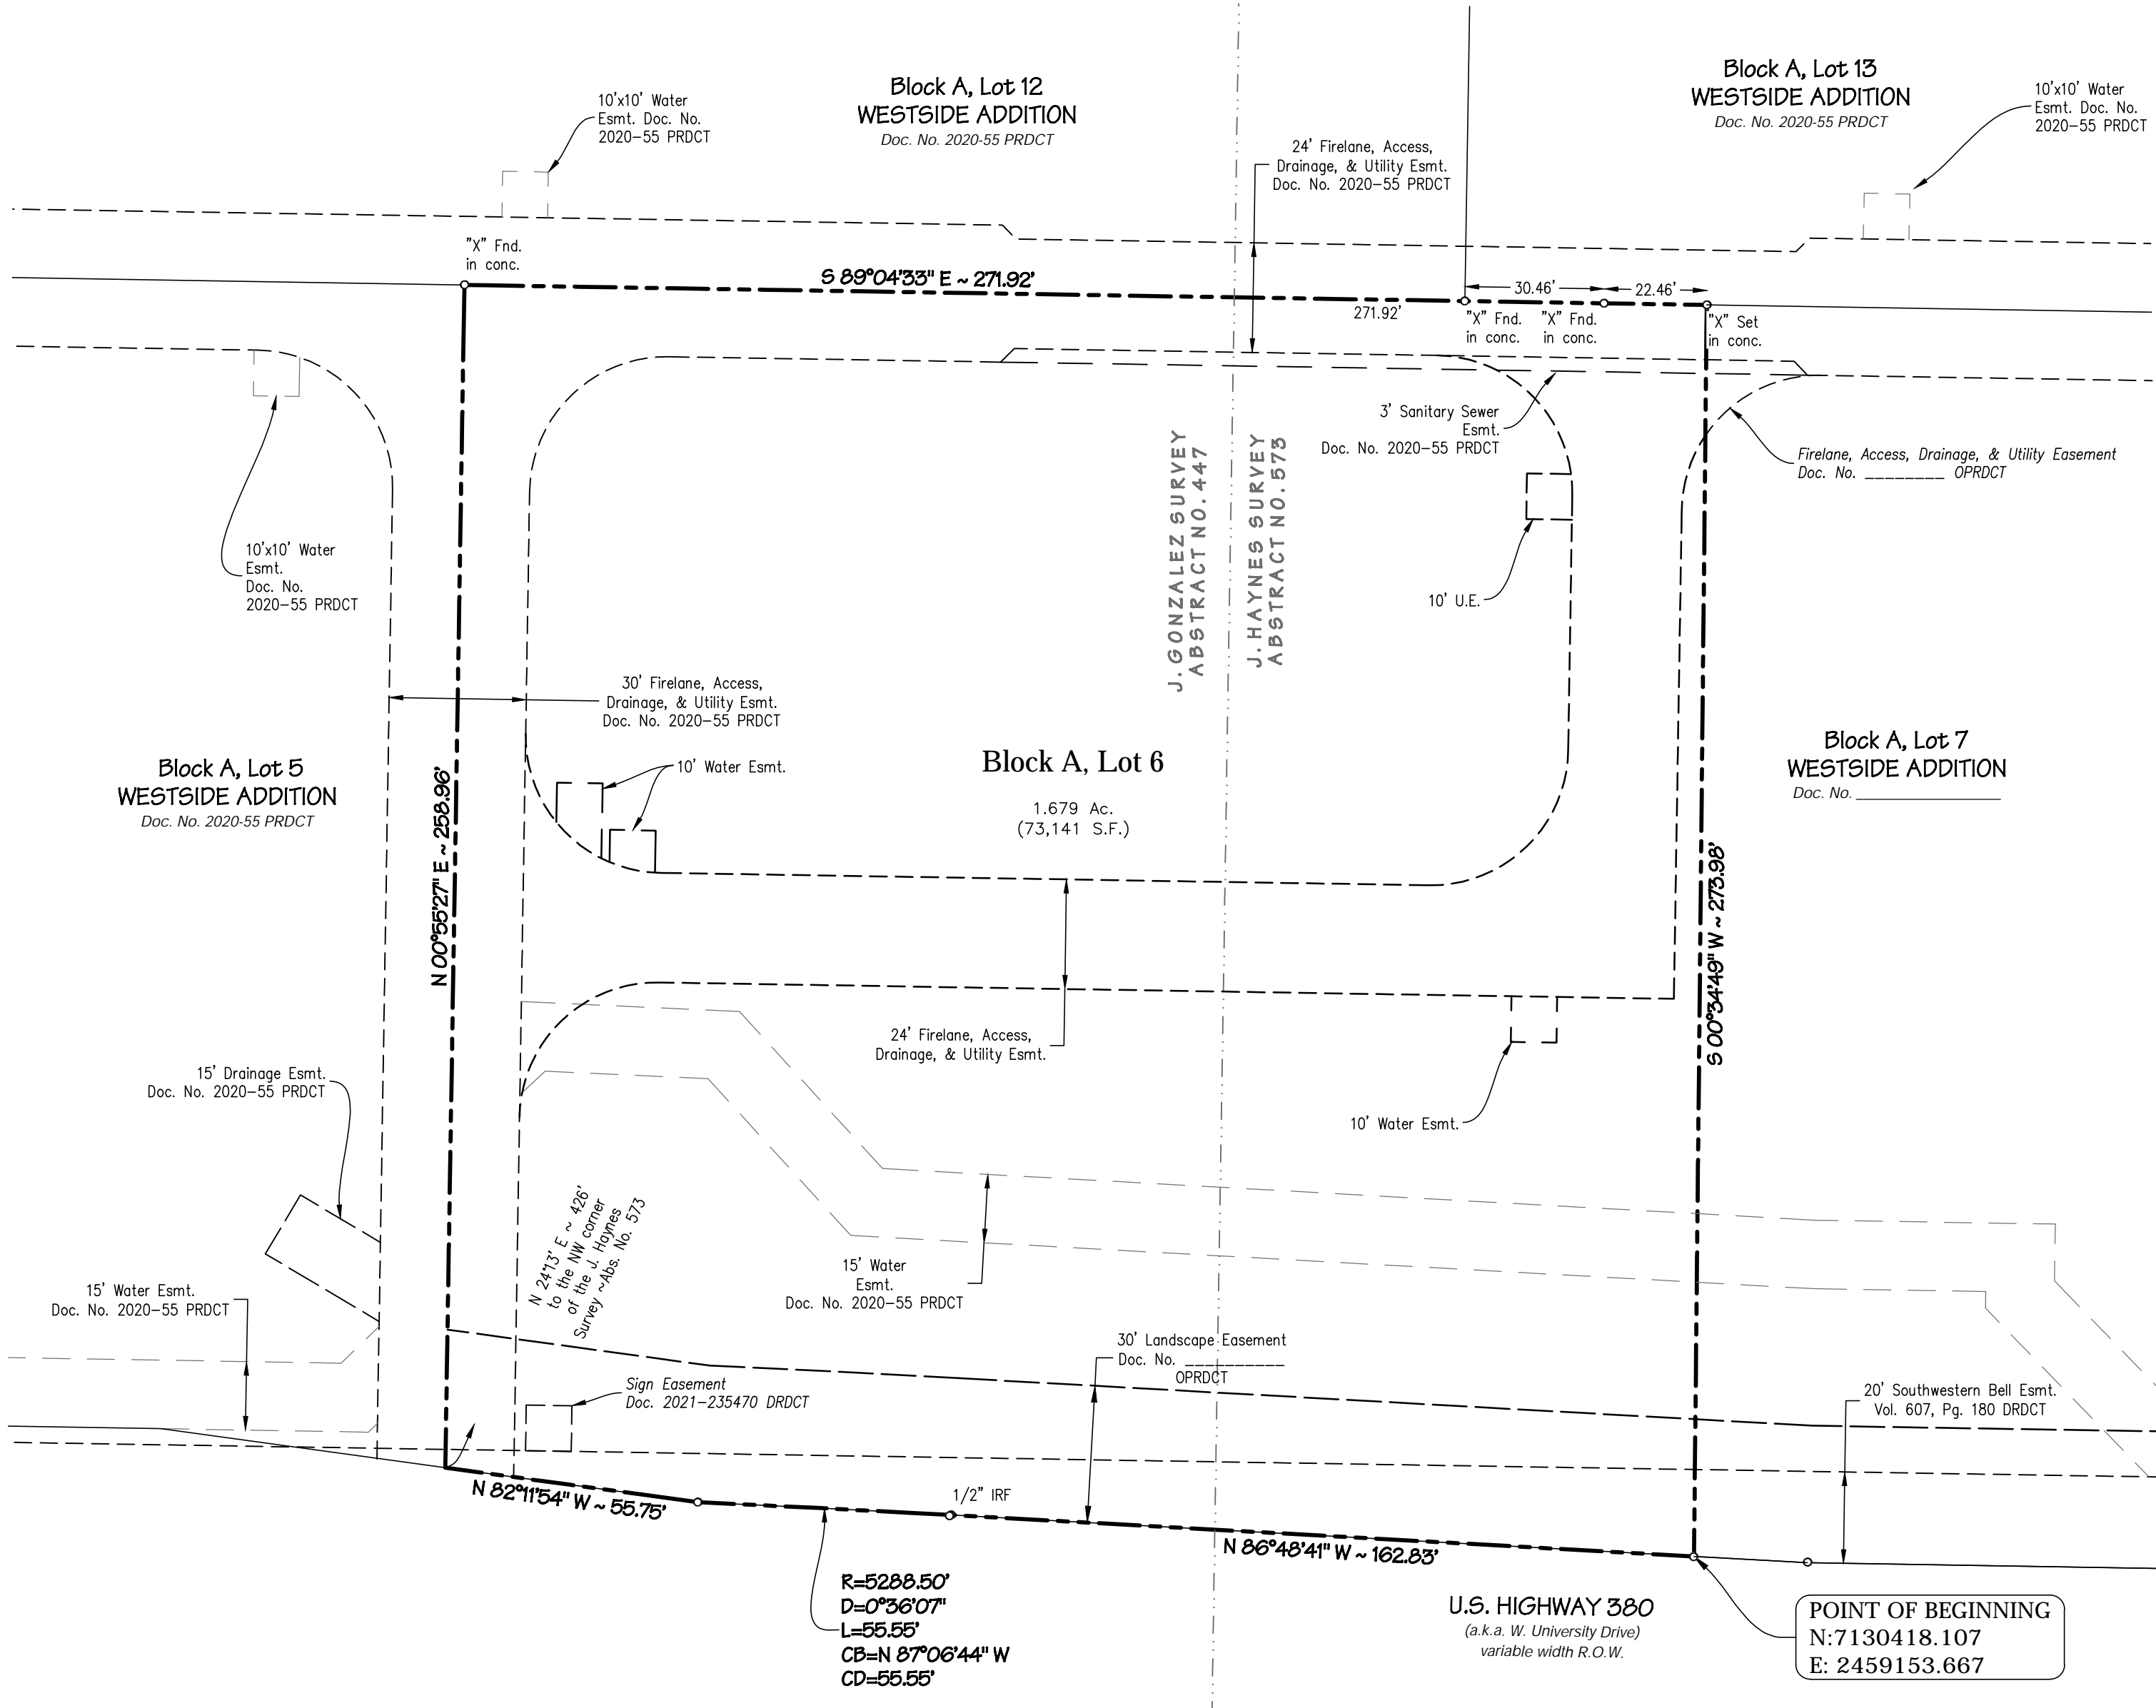 Block A, Lot 12
WESTSIDE ADDITION
Doc. No. 2020-55 PRDCT
Block A, Lot 13
WESTSIDE ADDITION
Doc. No. 2020-55 PRDCT
10'x10' Water
Esmt. Doc. No.
2020-55 PRDCT
10'x10' Water
Esmt. Doc. No.
2020-55 PRDCT
24' Firelane, Access,
Drainage, & Utility Esmt.
Doc. No. 2020-55 PRDCT
"X" Fnd.
in conc.
S 89°04'33" E ~ 271.92'
271.92'
30.46'
22.46'
"X" Fnd.
in conc.
"X" Fnd.
in conc.
"X" Set
in conc.
3' Sanitary Sewer
Esmt.
Doc. No. 2020-55 PRDCT
Firelane, Access, Drainage, & Utility Easement
Doc. No. ________ OPRDCT
J. GONZALEZ SURVEY
ABSTRACT NO. 447
J. HAYNES SURVEY
ABSTRACT NO. 573
10'x10' Water
Esmt.
Doc. No.
2020-55 PRDCT
10' U.E.
30' Firelane, Access,
Drainage, & Utility Esmt.
Doc. No. 2020-55 PRDCT
10' Water Esmt.
Block A, Lot 6
1.679 Ac.
(73,141 S.F.)
Block A, Lot 5
WESTSIDE ADDITION
Doc. No. 2020-55 PRDCT
Block A, Lot 7
WESTSIDE ADDITION
Doc. No. ________________
N 00°55'27" E ~ 258.96'
S 00°34'49" W ~ 273.98'
24' Firelane, Access,
Drainage, & Utility Esmt.
15' Drainage Esmt.
Doc. No. 2020-55 PRDCT
10' Water Esmt.
N 24°13' E ~ 426'
to the NW corner
of the J. Haynes
Survey ~Abs. No. 573
15' Water
Esmt.
Doc. No. 2020-55 PRDCT
15' Water Esmt.
Doc. No. 2020-55 PRDCT
30' Landscape Easement
Doc. No. __________
OPRDCT
Sign Easement
Doc. 2021-235470 DRDCT
20' Southwestern Bell Esmt.
Vol. 607, Pg. 180 DRDCT
N 82°11'54" W ~ 55.75'
1/2" IRF
N 86°48'41" W ~ 162.83'
R=5288.50'
D=0°36'07"
L=55.55'
CB=N 87°06'44" W
CD=55.55'
U.S. HIGHWAY 380
(a.k.a. W. University Drive)
variable width R.O.W.
POINT OF BEGINNING
N:7130418.107
E: 2459153.667